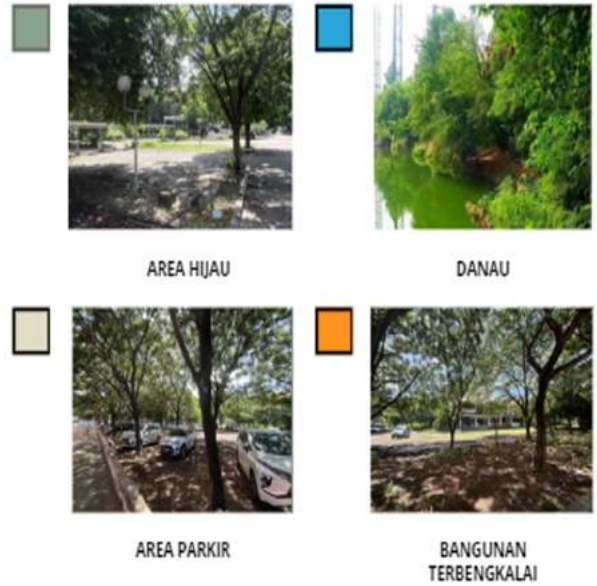 AREA HIJAU
DANAU
AREA PARKIR
BANGUNAN
TERBENGKALAI